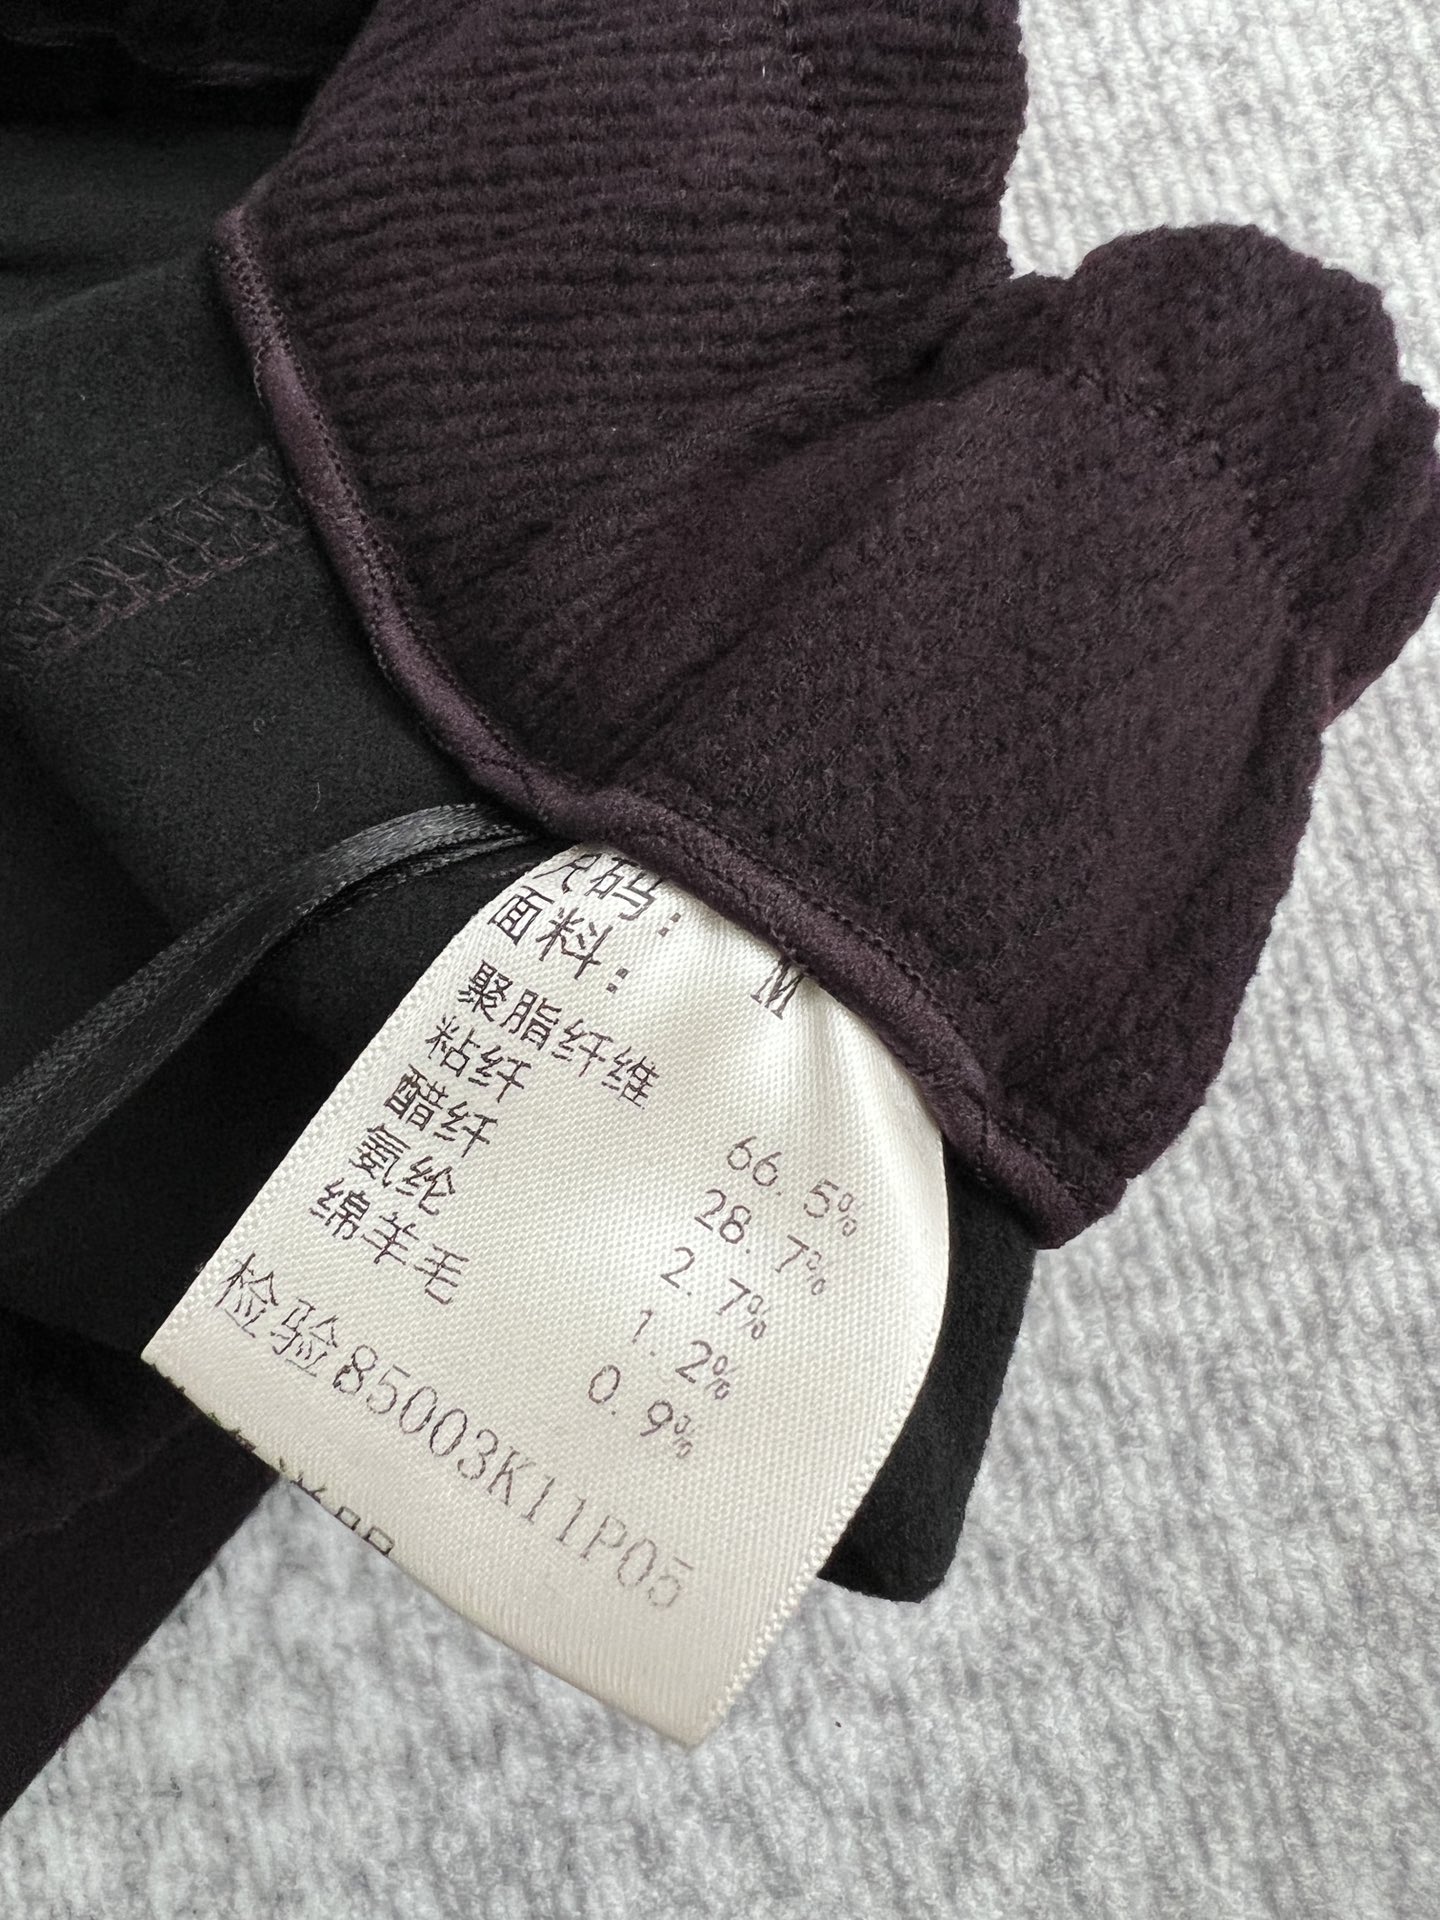 尺码: M
面料:
聚脂纤维 66.5%
粘纤 28.7%
醋纤 2.7%
氨纶 1.2%
绵羊毛 0.9%
检验85003K11P05